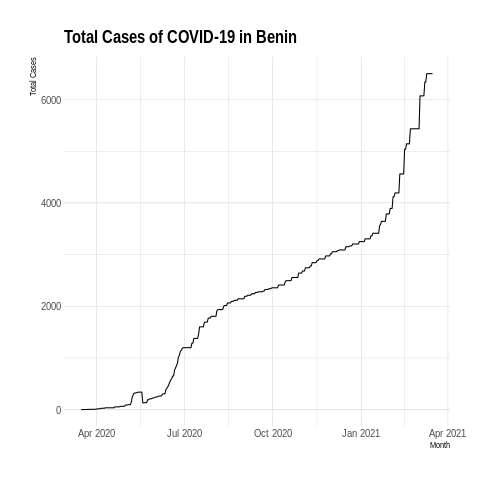 Total Cases of COVID-19 in Benin
Total Cases
6000
4000
2000
0
Apr 2020
Jul 2020
Oct 2020
Jan 2021
Apr 2021
Month